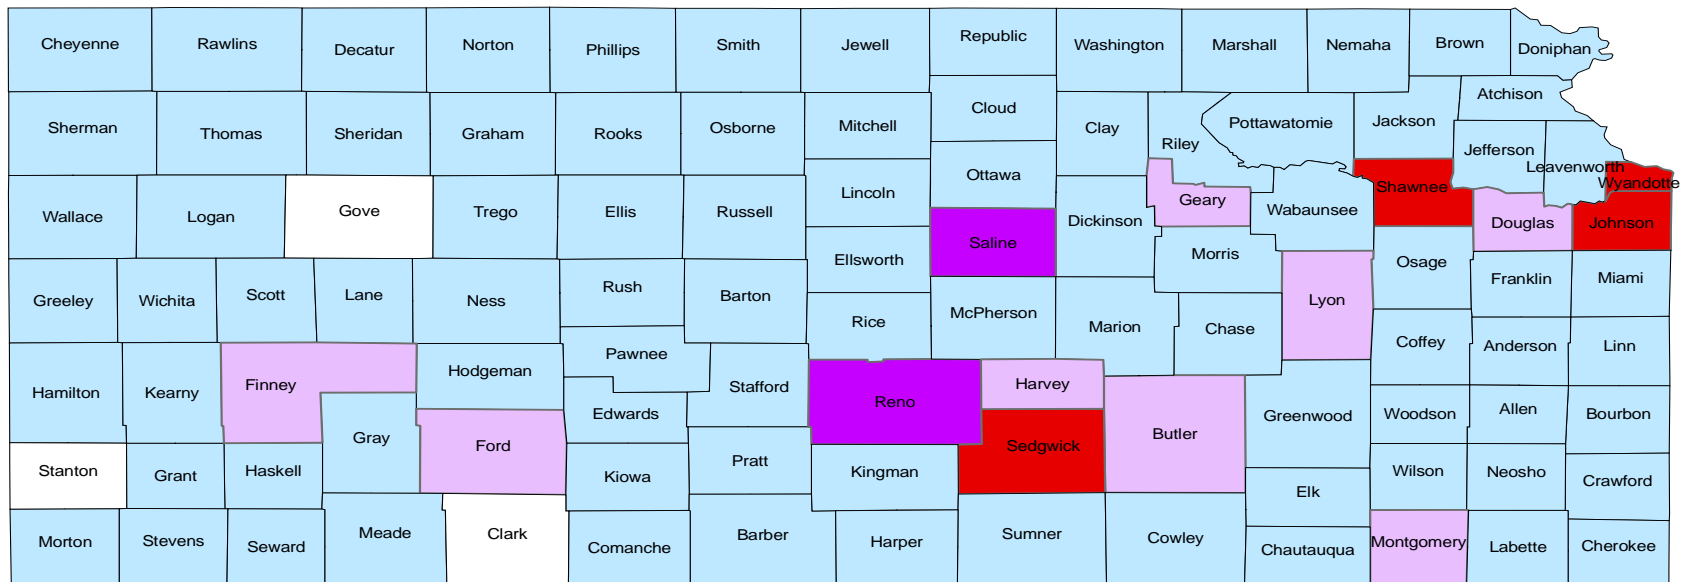 Cheyenne
Rawlins
Decatur
Norton
Phillips
Smith
Jewell
Republic
Washington
Marshall
Nemaha
Brown
Doniphan
Sherman
Thomas
Sheridan
Graham
Rooks
Osborne
Mitchell
Cloud
Clay
Riley
Pottawatomie
Jackson
Atchison
Jefferson
Leavenworth
Wyandotte
Wallace
Logan
Gove
Trego
Ellis
Russell
Lincoln
Ottawa
Saline
Dickinson
Geary
Wabaunsee
Shawnee
Douglas
Johnson
Ellsworth
Morris
Osage
Franklin
Miami
Greeley
Wichita
Scott
Lane
Ness
Rush
Barton
Rice
McPherson
Marion
Chase
Lyon
Coffey
Anderson
Linn
Hamilton
Kearny
Finney
Hodgeman
Pawnee
Stafford
Reno
Harvey
Edwards
Gray
Ford
Sedgwick
Butler
Greenwood
Woodson
Allen
Bourbon
Stanton
Grant
Haskell
Kiowa
Pratt
Kingman
Elk
Wilson
Neosho
Crawford
Morton
Stevens
Seward
Meade
Clark
Comanche
Barber
Harper
Sumner
Cowley
Chautauqua
Montgomery
Labette
Cherokee